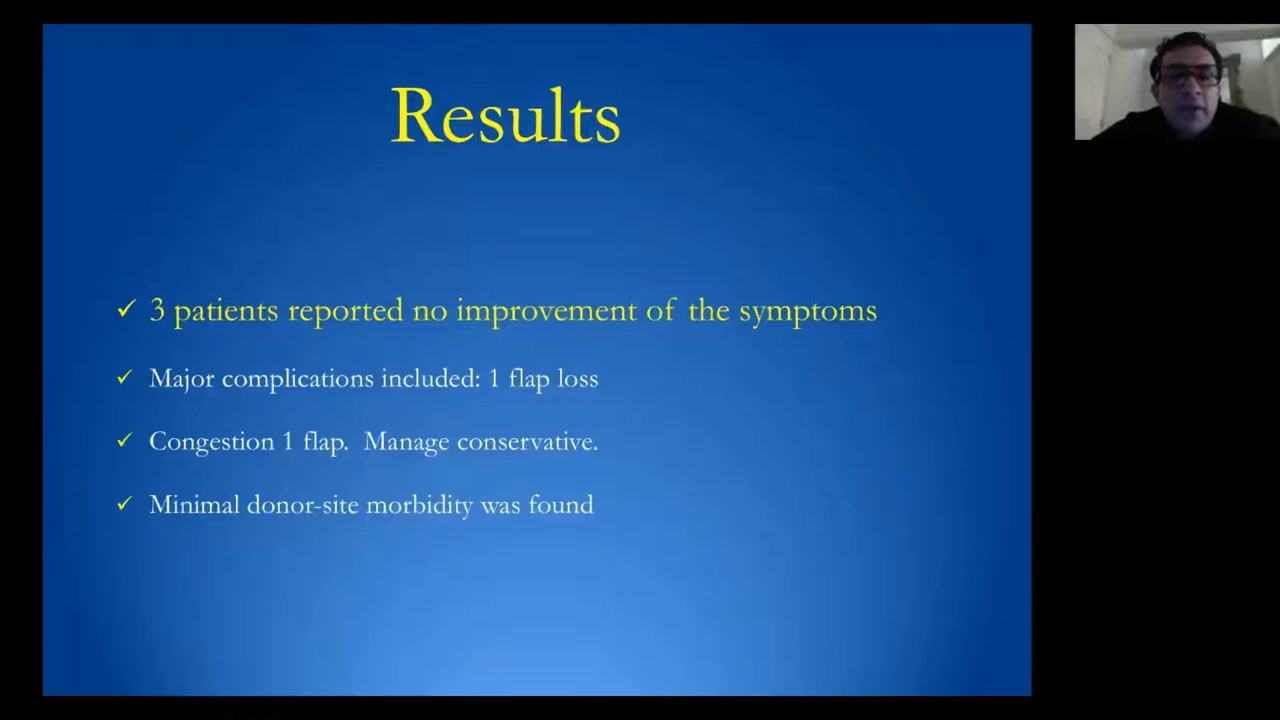 Results
3 patients reported no improvement of the symptoms
Major complications included: 1 flap loss
Congestion 1 flap. Manage conservative.
Minimal donor-site morbidity was found